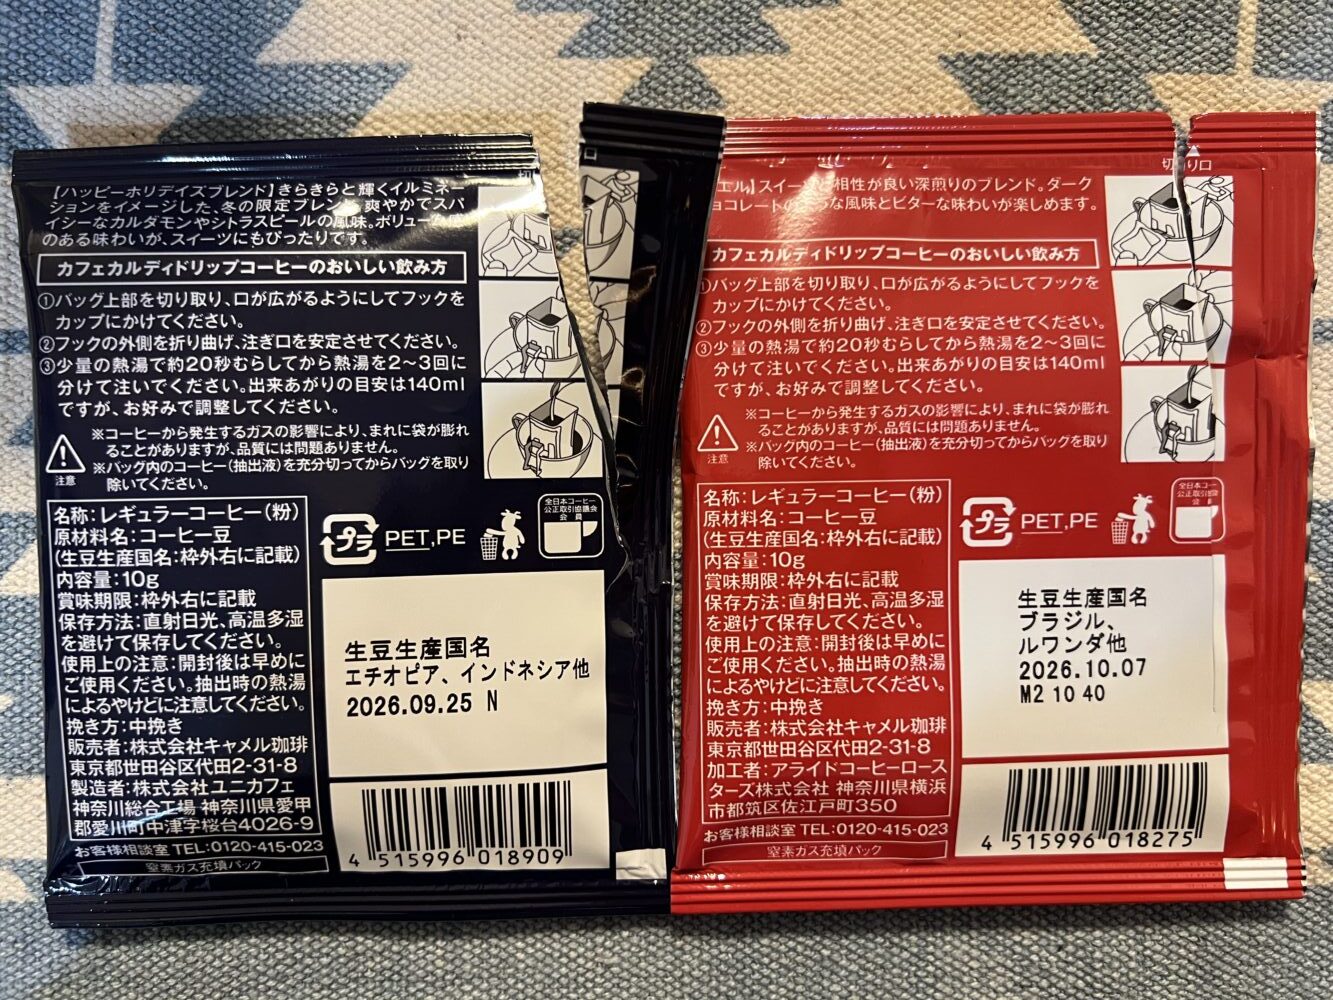 切
【ハッピーホリデイズブレンド】きらきらと輝くイルミネー
ションをイメージした、冬の限定ブレンド。爽やかでスパ
イシーなカルダモンやシトラスピールの風味。ボリューム感
のある味わいが、スイーツにもぴったりです。
カフェカルディドリップコーヒーのおいしい飲み方
①バッグ上部を切り取り、口が広がるようにしてフックを
カップにかけてください。
②フックの外側を折り曲げ、注ぎ口を安定させてください。
③少量の熱湯で約20秒むらしてから熱湯を2〜3回に
分けて注いでください。出来あがりの目安は140ml
ですが、お好みで調整してください。
注意
※コーヒーから発生するガスの影響により、まれに袋が膨れ
ることがありますが、品質には問題ありません。
※バッグ内のコーヒー(抽出液)を充分切ってからバッグを取り
除いてください。
名称:レギュラーコーヒー(粉)
原材料名:コーヒー豆
(生豆生産国名:枠外右に記載)
内容量:10g
賞味期限:枠外右に記載
保存方法:直射日光、高温多湿
を避けて保存してください。
使用上の注意:開封後は早めに
ご使用ください。抽出時の熱湯
によるやけどに注意してください。
挽き方:中挽き
販売者:株式会社キャメル珈琲
東京都世田谷区代田2-31-8
製造者:株式会社ユニカフェ
神奈川総合工場 神奈川県愛甲
郡愛川町中津字桜台4026-9
お客様相談室 TEL:0120-415-023
窒素ガス充填パック
プラ
PET,PE
全日本コーヒー
公正取引協議会
会員
生豆生産国名
エチオピア、インドネシア他
2026.09.25 N
4 515996 018909
切り口
エル】スイーツと相性が良い深煎りのブレンド。ダーク
ョコレートのような風味とビターな味わいが楽しめます。
カフェカルディドリップコーヒーのおいしい飲み方
①バッグ上部を切り取り、口が広がるようにしてフックを
カップにかけてください。
②フックの外側を折り曲げ、注ぎ口を安定させてください。
③少量の熱湯で約20秒むらしてから熱湯を2〜3回に
分けて注いでください。出来あがりの目安は140ml
ですが、お好みで調整してください。
注意
※コーヒーから発生するガスの影響により、まれに袋が膨れ
ることがありますが、品質には問題ありません。
※バッグ内のコーヒー(抽出液)を充分切ってからバッグを取り
除いてください。
名称:レギュラーコーヒー(粉)
原材料名:コーヒー豆
(生豆生産国名:枠外右に記載)
内容量:10g
賞味期限:枠外右に記載
保存方法:直射日光、高温多湿
を避けて保存してください。
使用上の注意:開封後は早めに
ご使用ください。抽出時の熱湯
によるやけどに注意してください。
挽き方:中挽き
販売者:株式会社キャメル珈琲
東京都世田谷区代田2-31-8
加工者:アライドコーヒーロース
ターズ株式会社 神奈川県横浜
市都筑区佐江戸町350
お客様相談室 TEL:0120-415-023
窒素ガス充填パック
プラ
PET,PE
全日本コーヒー
公正取引協議会
会員
生豆生産国名
ブラジル、
ルワンダ他
2026.10.07
M2 10 40
4 515996 018275